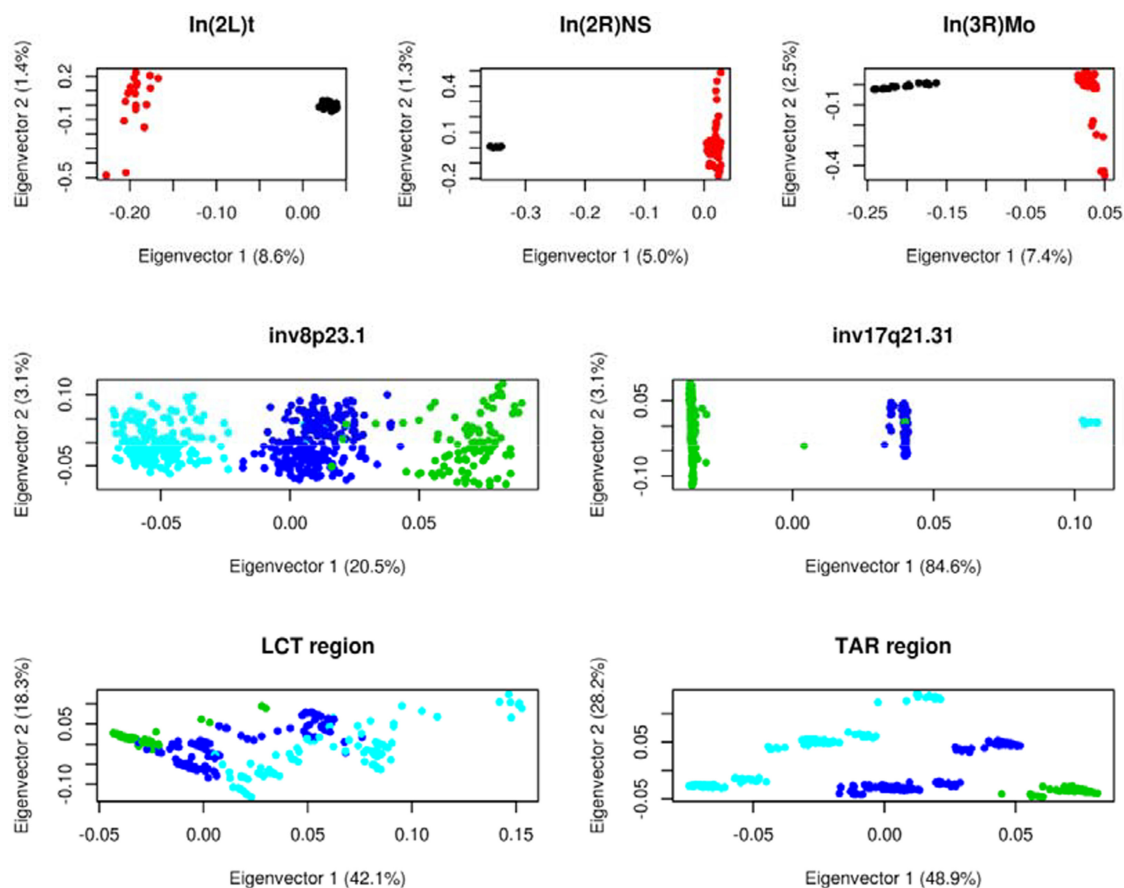 In(2L)t
Eigenvector 2 (1.4%)
0.2
-0.1
-0.5
-0.20
-0.10
0.00
Eigenvector 1 (8.6%)
In(2R)NS
Eigenvector 2 (1.3%)
0.4
0.1
-0.2
-0.3
-0.2
-0.1
0.0
Eigenvector 1 (5.0%)
In(3R)Mo
Eigenvector 2 (2.5%)
-0.1
-0.4
-0.25
-0.15
-0.05
0.05
Eigenvector 1 (7.4%)
inv8p23.1
Eigenvector 2 (3.1%)
0.10
-0.05
-0.05
0.00
0.05
Eigenvector 1 (20.5%)
inv17q21.31
Eigenvector 2 (3.1%)
0.05
-0.10
0.00
0.05
0.10
Eigenvector 1 (84.6%)
LCT region
Eigenvector 2 (18.3%)
0.05
-0.10
-0.05
0.00
0.05
0.10
0.15
Eigenvector 1 (42.1%)
TAR region
Eigenvector 2 (28.2%)
0.05
-0.05
-0.05
0.00
0.05
Eigenvector 1 (48.9%)